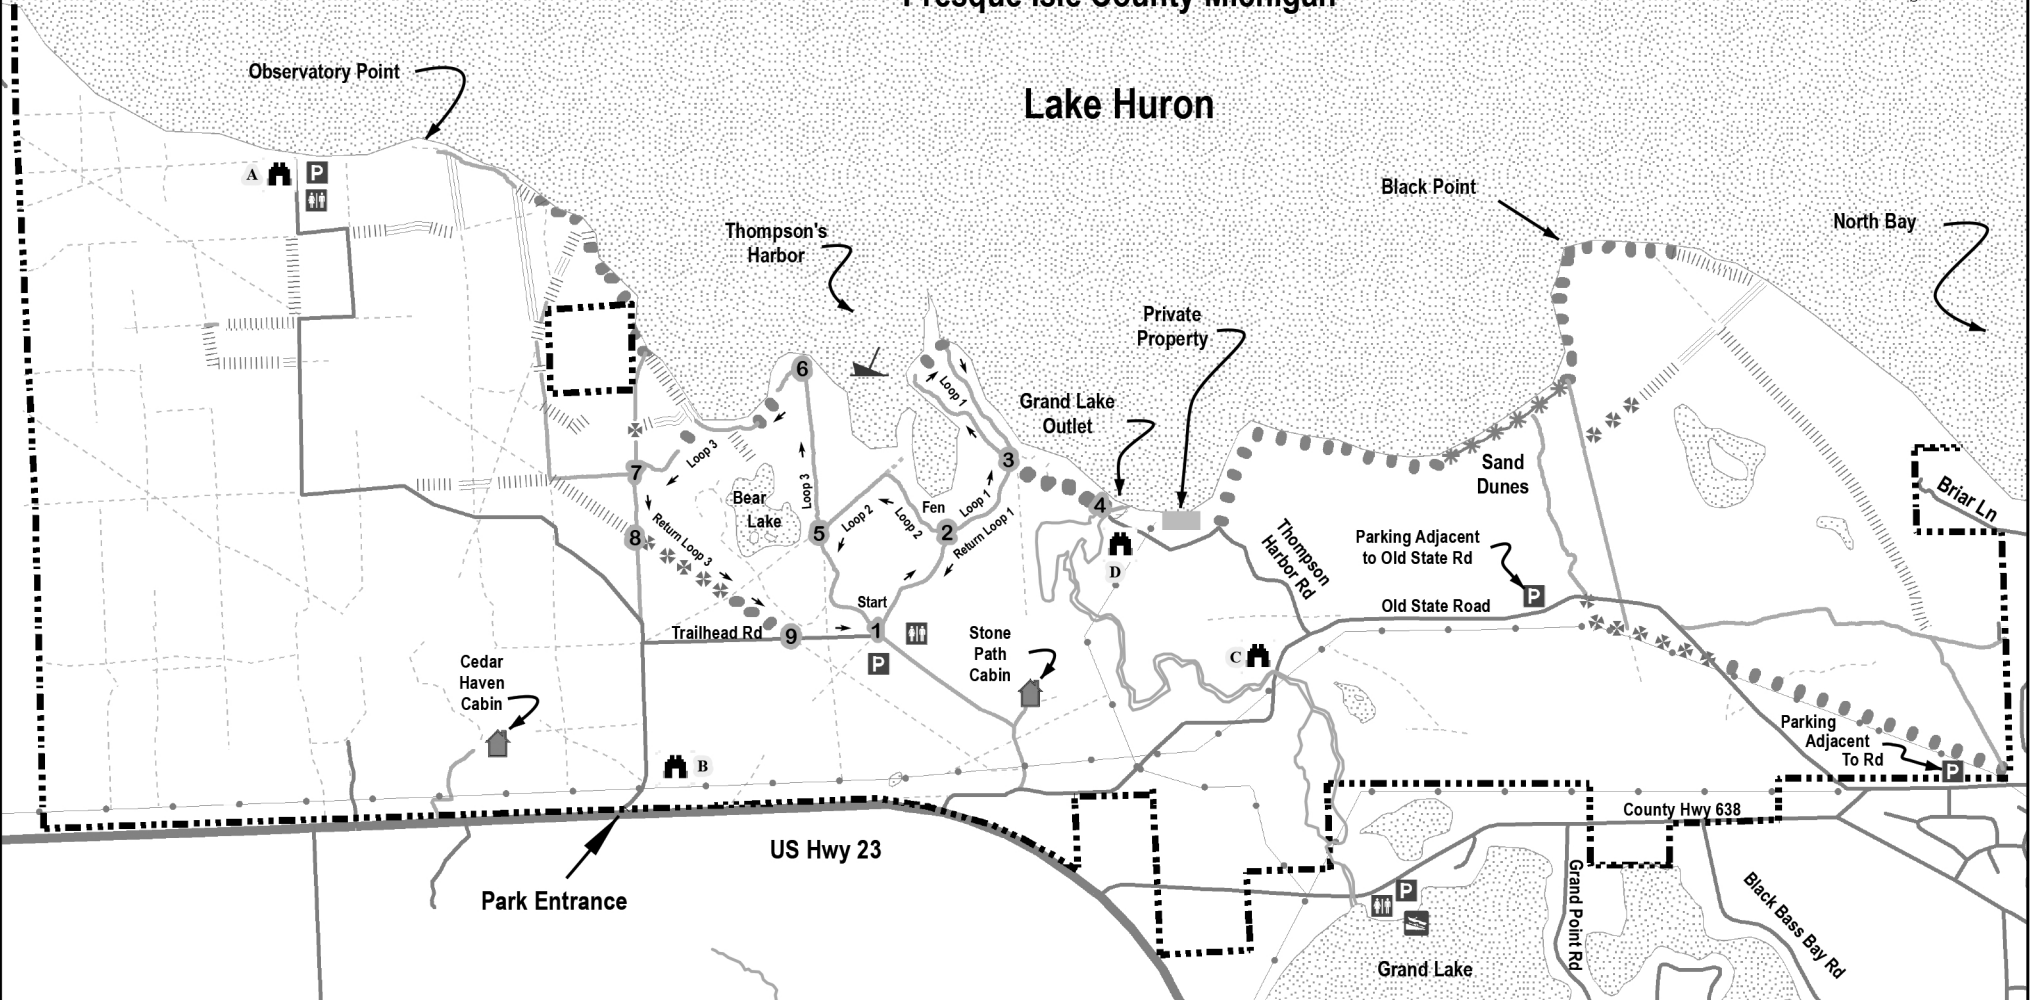 Presque Isle County Michigan
Observatory Point
Lake Huron
A
P
Black Point
Thompson's
Harbor
North Bay
Private
Property
6
Loop 1
Grand Lake
Outlet
7
Loop 3
3
Bear
Lake
Loop 3
Fen
Loop 1
Sand
Dunes
Briar Ln
4
8
Return Loop 3
5
Loop 2
Loop 2
2
Return Loop 1
D
Thompson
Harbor Rd
Parking Adjacent
to Old State Rd
P
Start
Old State Road
Trailhead Rd
9
1
P
Stone
Path
Cabin
C
Cedar
Haven
Cabin
B
Parking
Adjacent
To Rd
P
County Hwy 638
US Hwy 23
Park Entrance
P
Grand Point Rd
Black Bass Bay Rd
Grand Lake